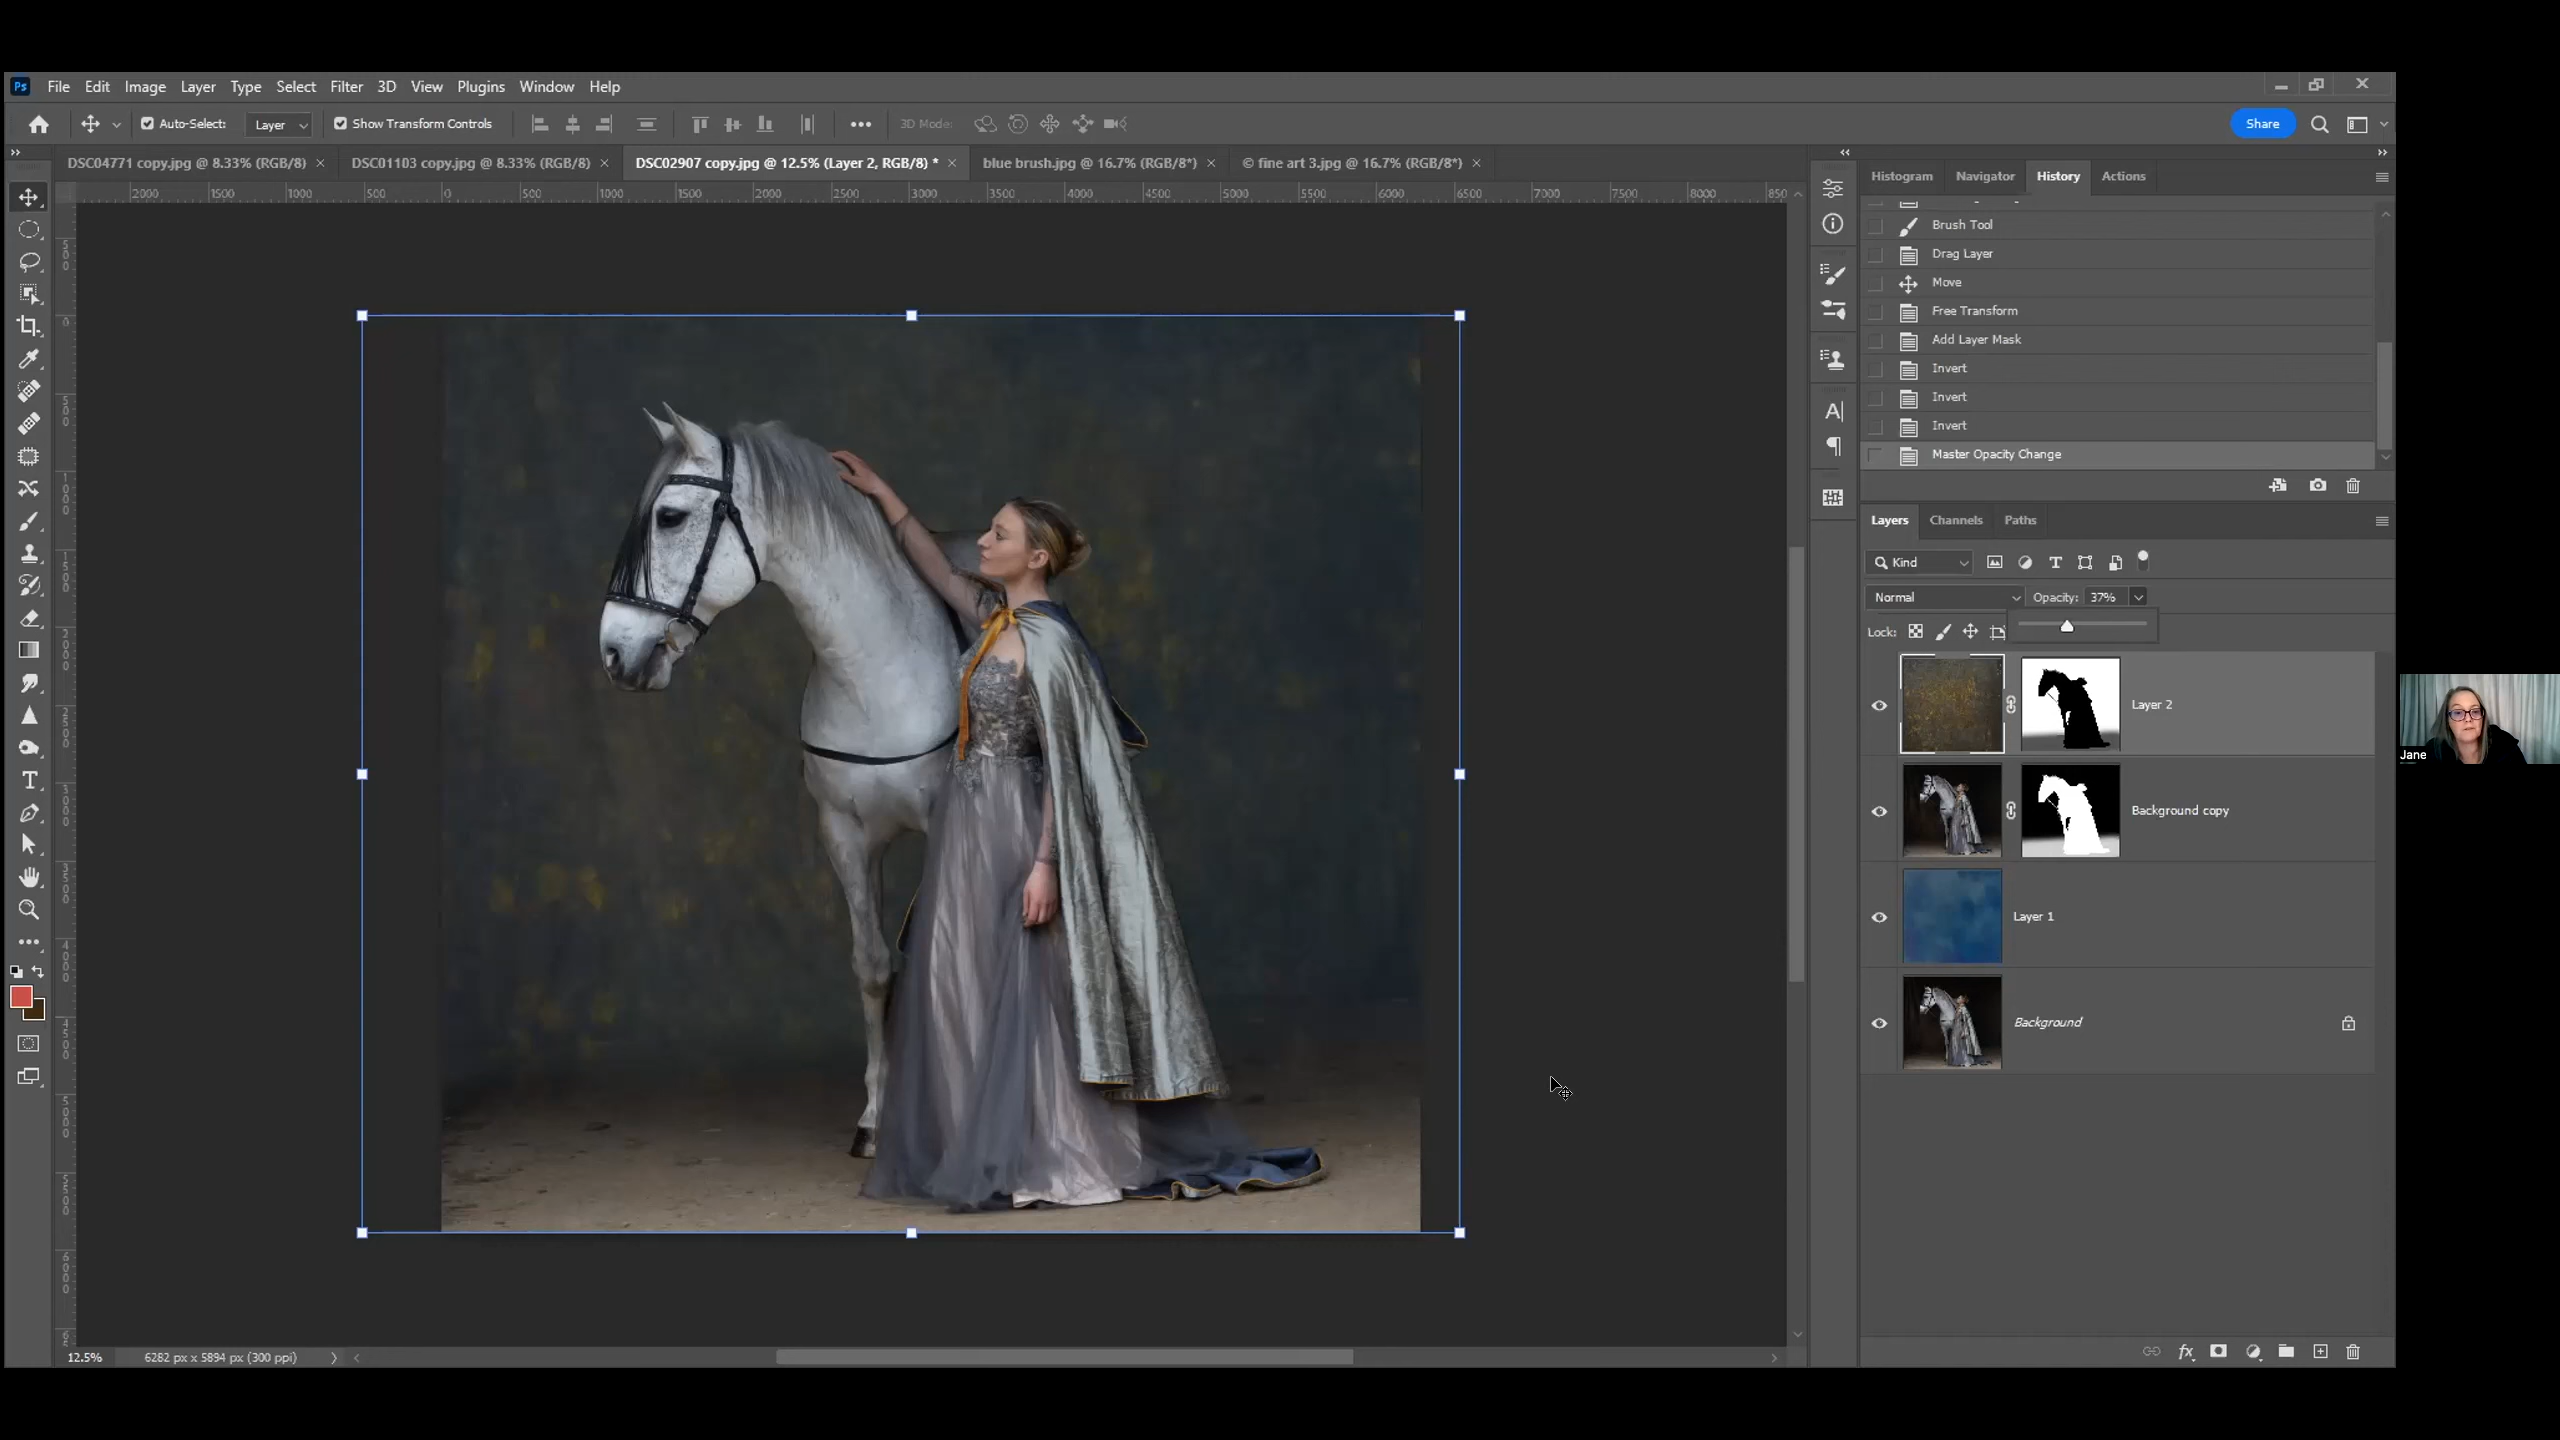 Ps File Edit Image Layer Type Select Filter 3D View Plugins Window Help
Auto-Select: Layer Show Transform Controls 3D Mode: Share
DSC04771 copy.jpg @ 8.33% (RGB/8) × DSC01103 copy.jpg @ 8.33% (RGB/8) × DSC02907 copy.jpg @ 12.5% (Layer 2, RGB/8) * × blue brush.jpg @ 16.7% (RGB/8*) × © fine art 3.jpg @ 16.7% (RGB/8*) ×
2000 1500 1000 500 0 500 1000 1500 2000 2500 3000 3500 4000 4500 5000 5500 6000 6500 7000 7500 8000 850
Histogram Navigator History Actions
Brush Tool
Drag Layer
Move
Free Transform
Add Layer Mask
Invert
Invert
Invert
Master Opacity Change
Layers Channels Paths
Kind
Normal Opacity: 37%
Lock:
Layer 2
Background copy
Layer 1
Background
Jane
12.5% 6282 px x 5894 px (300 ppi)
fx